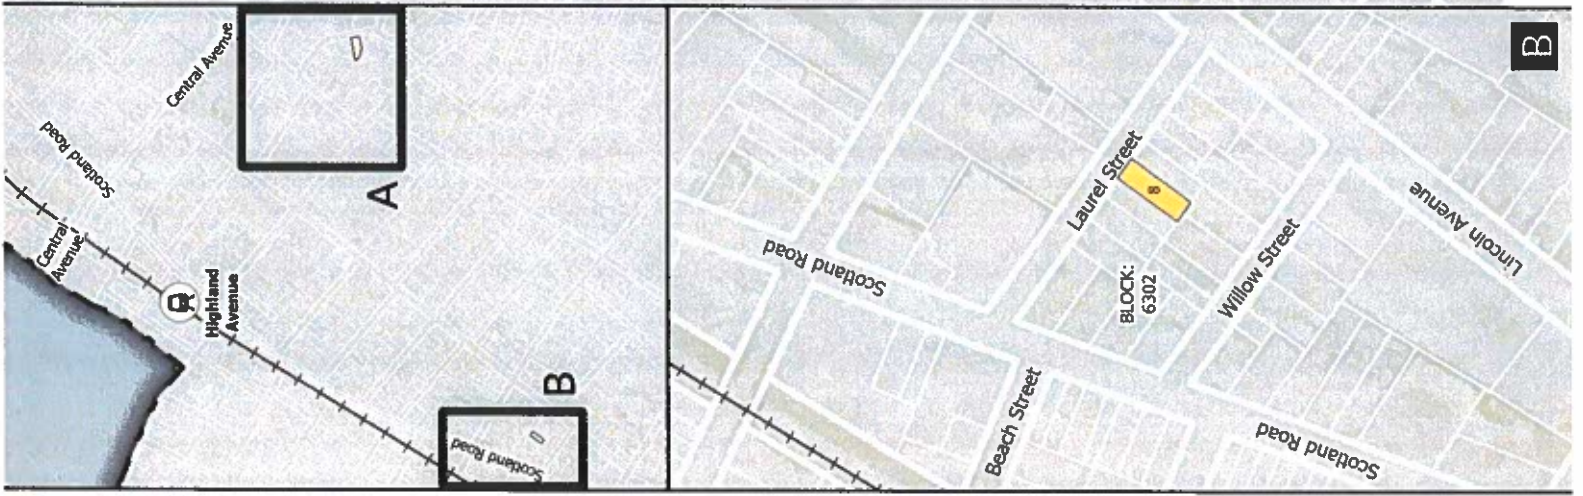 Central Avenue
Scotland Road
Central
Avenue
Highland
Avenue
A
B
Scotland Road
B
Scotland Road
Laurel Street
BLOCK:
6302
Willow Street
Lincoln Avenue
Beach Street
Scotland Road